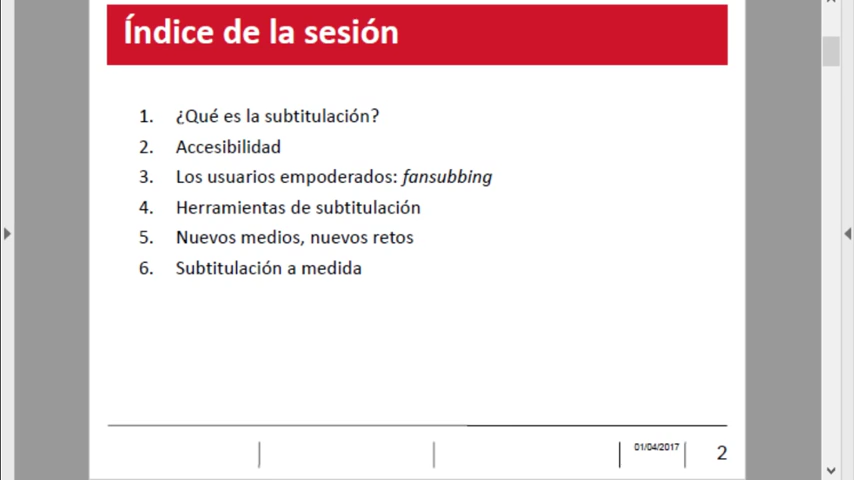 Índice de la sesión
1. ¿Qué es la subtitulación?
2. Accesibilidad
3. Los usuarios empoderados: fansubbing
4. Herramientas de subtitulación
5. Nuevos medios, nuevos retos
6. Subtitulación a medida
01/04/2017 2